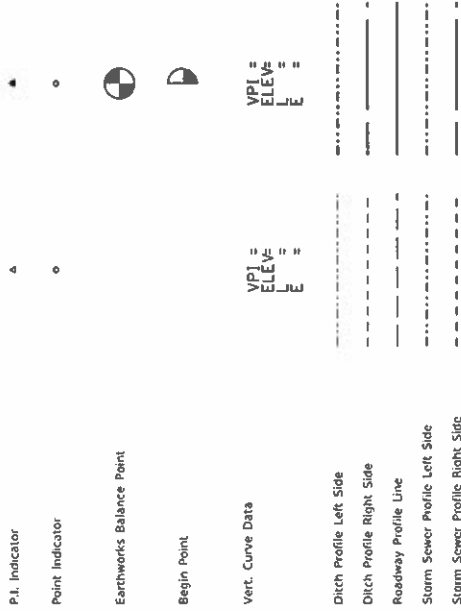 P.I. Indicator
Point Indicator
Earthworks Balance Point
Begin Point
Vert. Curve Data
VPI =
ELEV=
L =
E =
VPI =
ELEV=
L =
E =
Ditch Profile Left Side
Ditch Profile Right Side
Roadway Profile Line
Storm Sewer Profile Left Side
Storm Sewer Profile Right Side